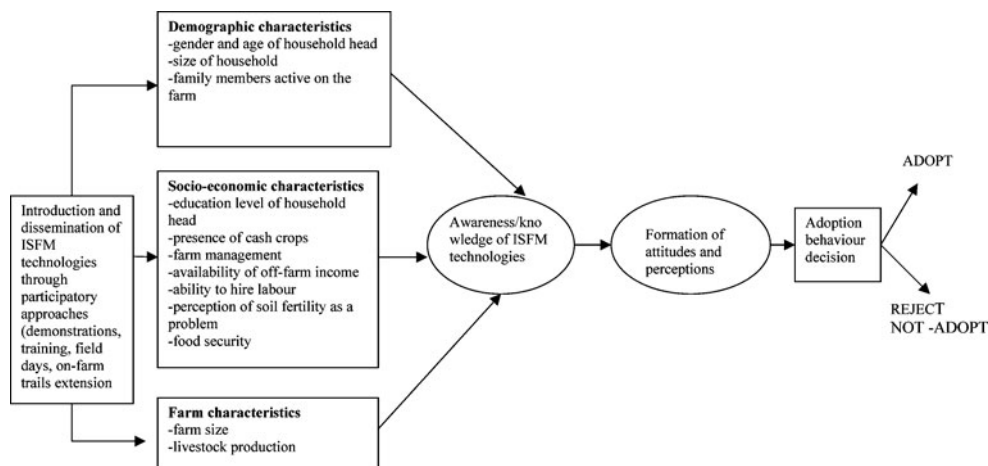 Introduction and
dissemination of
ISFM
technologies
through
participatory
approaches
(demonstrations,
training, field
days, on-farm
trails extension
Demographic characteristics
-gender and age of household head
-size of household
-family members active on the
farm
Socio-economic characteristics
-education level of household
head
-presence of cash crops
-farm management
-availability of off-farm income
-ability to hire labour
-perception of soil fertility as a
problem
-food security
Farm characteristics
-farm size
-livestock production
Awareness/kno
wledge of ISFM
technologies
Formation of
attitudes and
perceptions
Adoption
behaviour
decision
ADOPT
REJECT
NOT -ADOPT